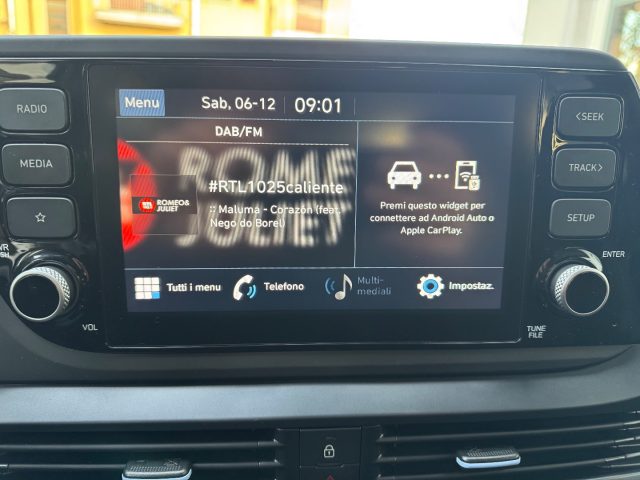 RADIO
MEDIA
VOL
Menu
Sab, 06-12
09:01
DAB/FM
ROMEO&
JULIET
ROMEO&
JULIET
#RTL1025caliente
:: Maluma - Corazón (feat.
Nego do Borel)
Premi questo widget per
connettere ad Android Auto o
Apple CarPlay.
Tutti i menu
Telefono
Multi-
mediali
Impostaz.
<SEEK
TRACK>
SETUP
ENTER
TUNE
FILE